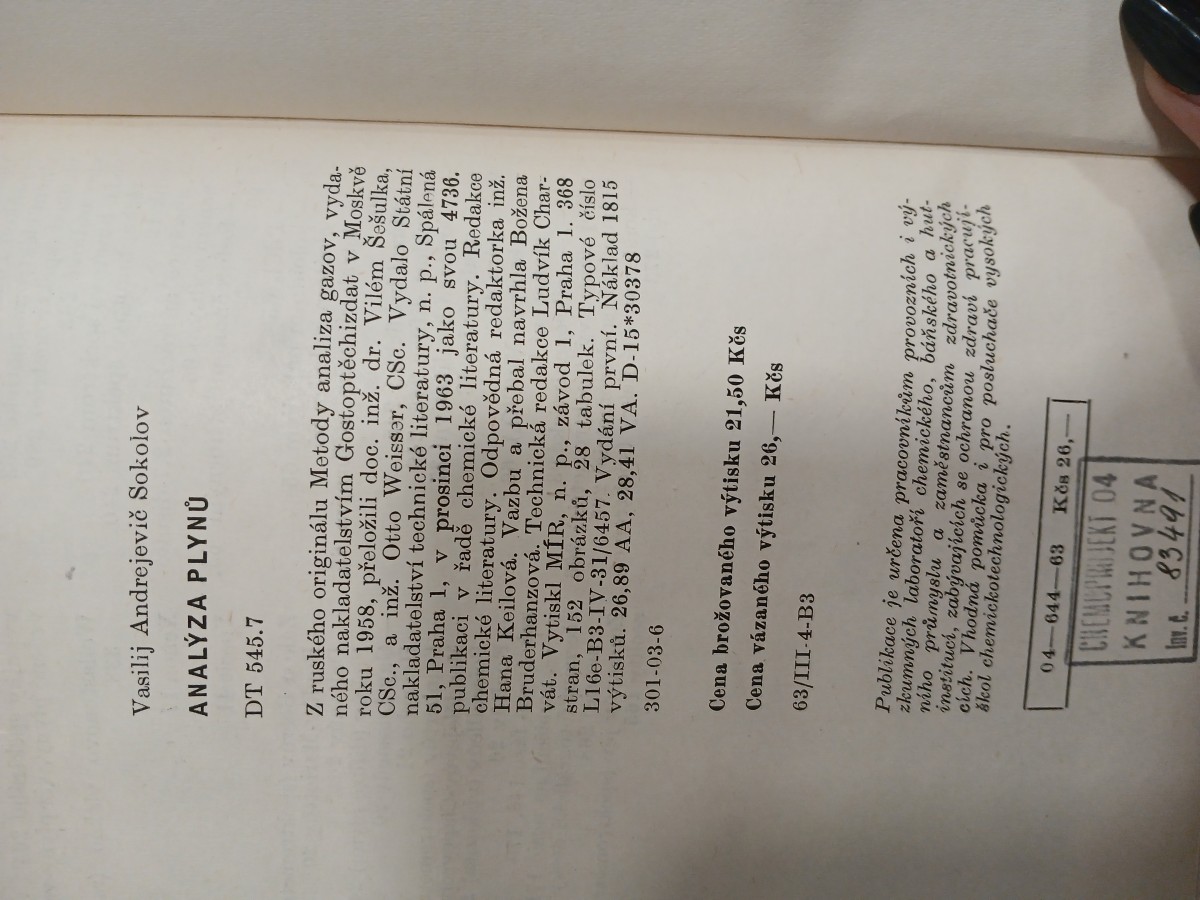 Vasilij Andrejevič Sokolov
ANALÝZA PLYNŮ
DT 545.7
Z ruského originálu Metody analiza gazov, vyda-
ného nakladatelstvím Gostoptěchizdat v Moskvě
roku 1958, přeložili doc. inž. dr. Vilém Šešulka,
CSc., a inž. Otto Weisser, CSc. Vydalo Státní
nakladatelství technické literatury, n. p., Spálená
51, Praha 1, v prosinci 1963 jako svou 4736.
publikaci v řadě chemické literatury. Redakce
chemické literatury. Odpovědná redaktorka inž.
Hana Keilová. Vazbu a přebal navrhla Božena
Bruderhanzová. Technická redakce Ludvík Char-
vát. Vytiskl MÍR, n. p., závod 1, Praha 1. 368
stran, 152 obrázků, 28 tabulek. Typové číslo
L16e-B3-IV-31/6457. Vydání první. Náklad 1815
výtisků. 26,89 AA, 28,41 VA. D-15*30378
301-03-6
Cena brožovaného výtisku 21,50 Kčs
Cena vázaného výtisku 26,— Kčs
63/III-4-B3
Publikace je určena pracovníkům provozních i vý-
zkumných laboratoří chemického, báňského a hut-
ního průmyslu a zaměstnancům zdravotnických
institucí, zabývajících se ochranou zdraví pracují-
cích. Vhodná pomůcka i pro posluchače vysokých
škol chemickotechnologických.
04—644—63 Kčs 26,—
CHEMOPROJEKT 04
KNIHOVNA
Inv. č. 83491